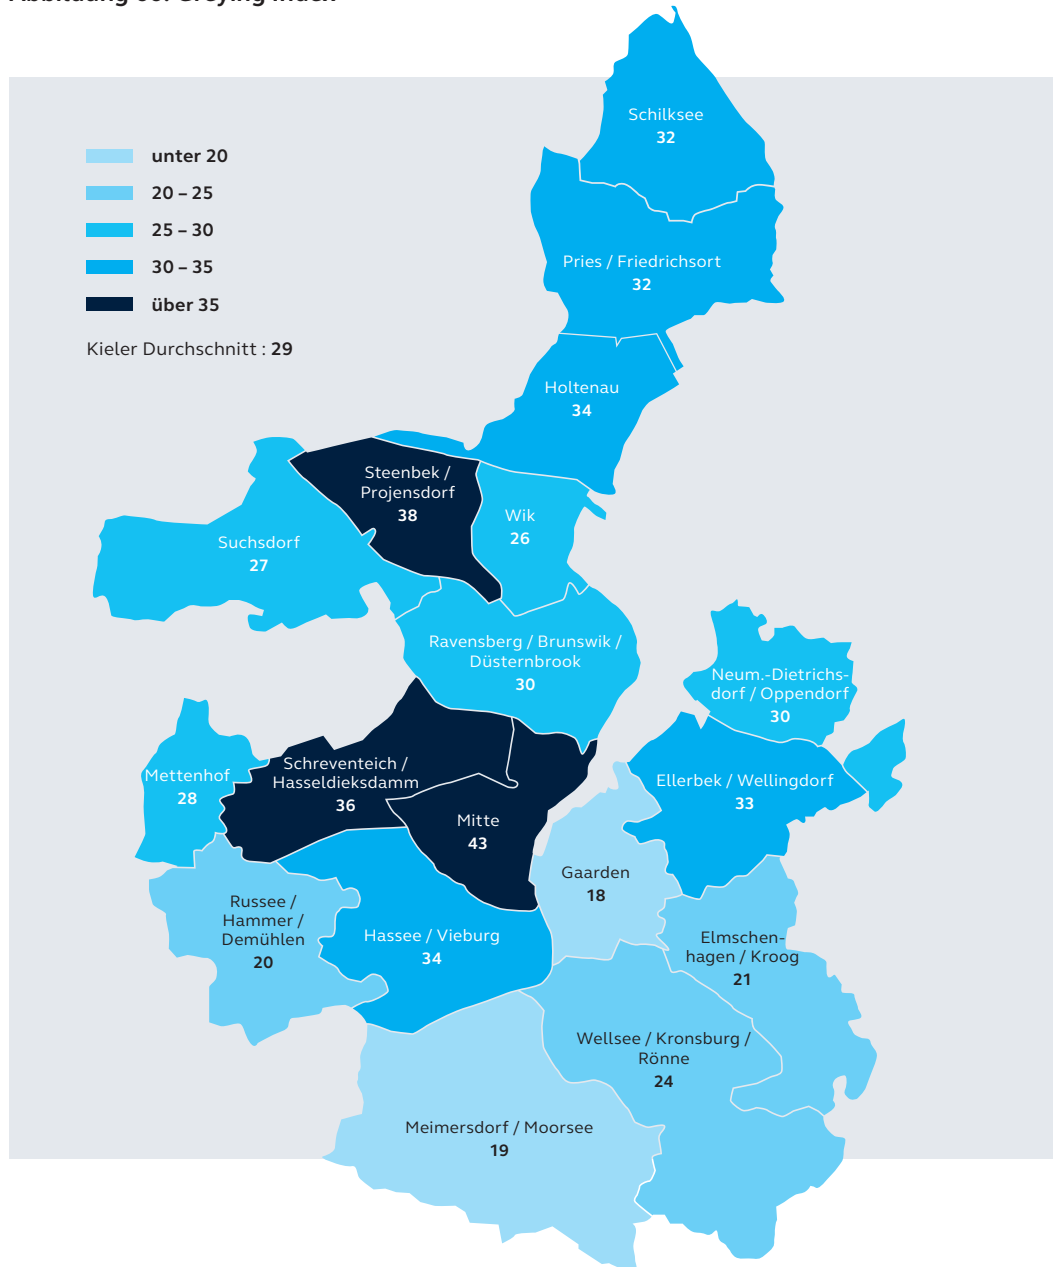 Schilksee
32
unter 20
20 – 25
25 – 30
30 – 35
über 35
Kieler Durchschnitt : 29
Pries / Friedrichsort
32
Holtenau
34
Steenbek /
Projensdorf
38
Wik
26
Suchsdorf
27
Ravensberg / Brunswik /
Düsternbrook
30
Neum.-Dietrichs-
dorf / Oppendorf
30
Mettenhof
28
Schreventeich /
Hasseldieksdamm
36
Ellerbek / Wellingdorf
33
Mitte
43
Gaarden
18
Russee /
Hammer /
Demühlen
20
Hassee / Vieburg
34
Elmschen-
hagen / Kroog
21
Wellsee / Kronsburg /
Rönne
24
Meimersdorf / Moorsee
19